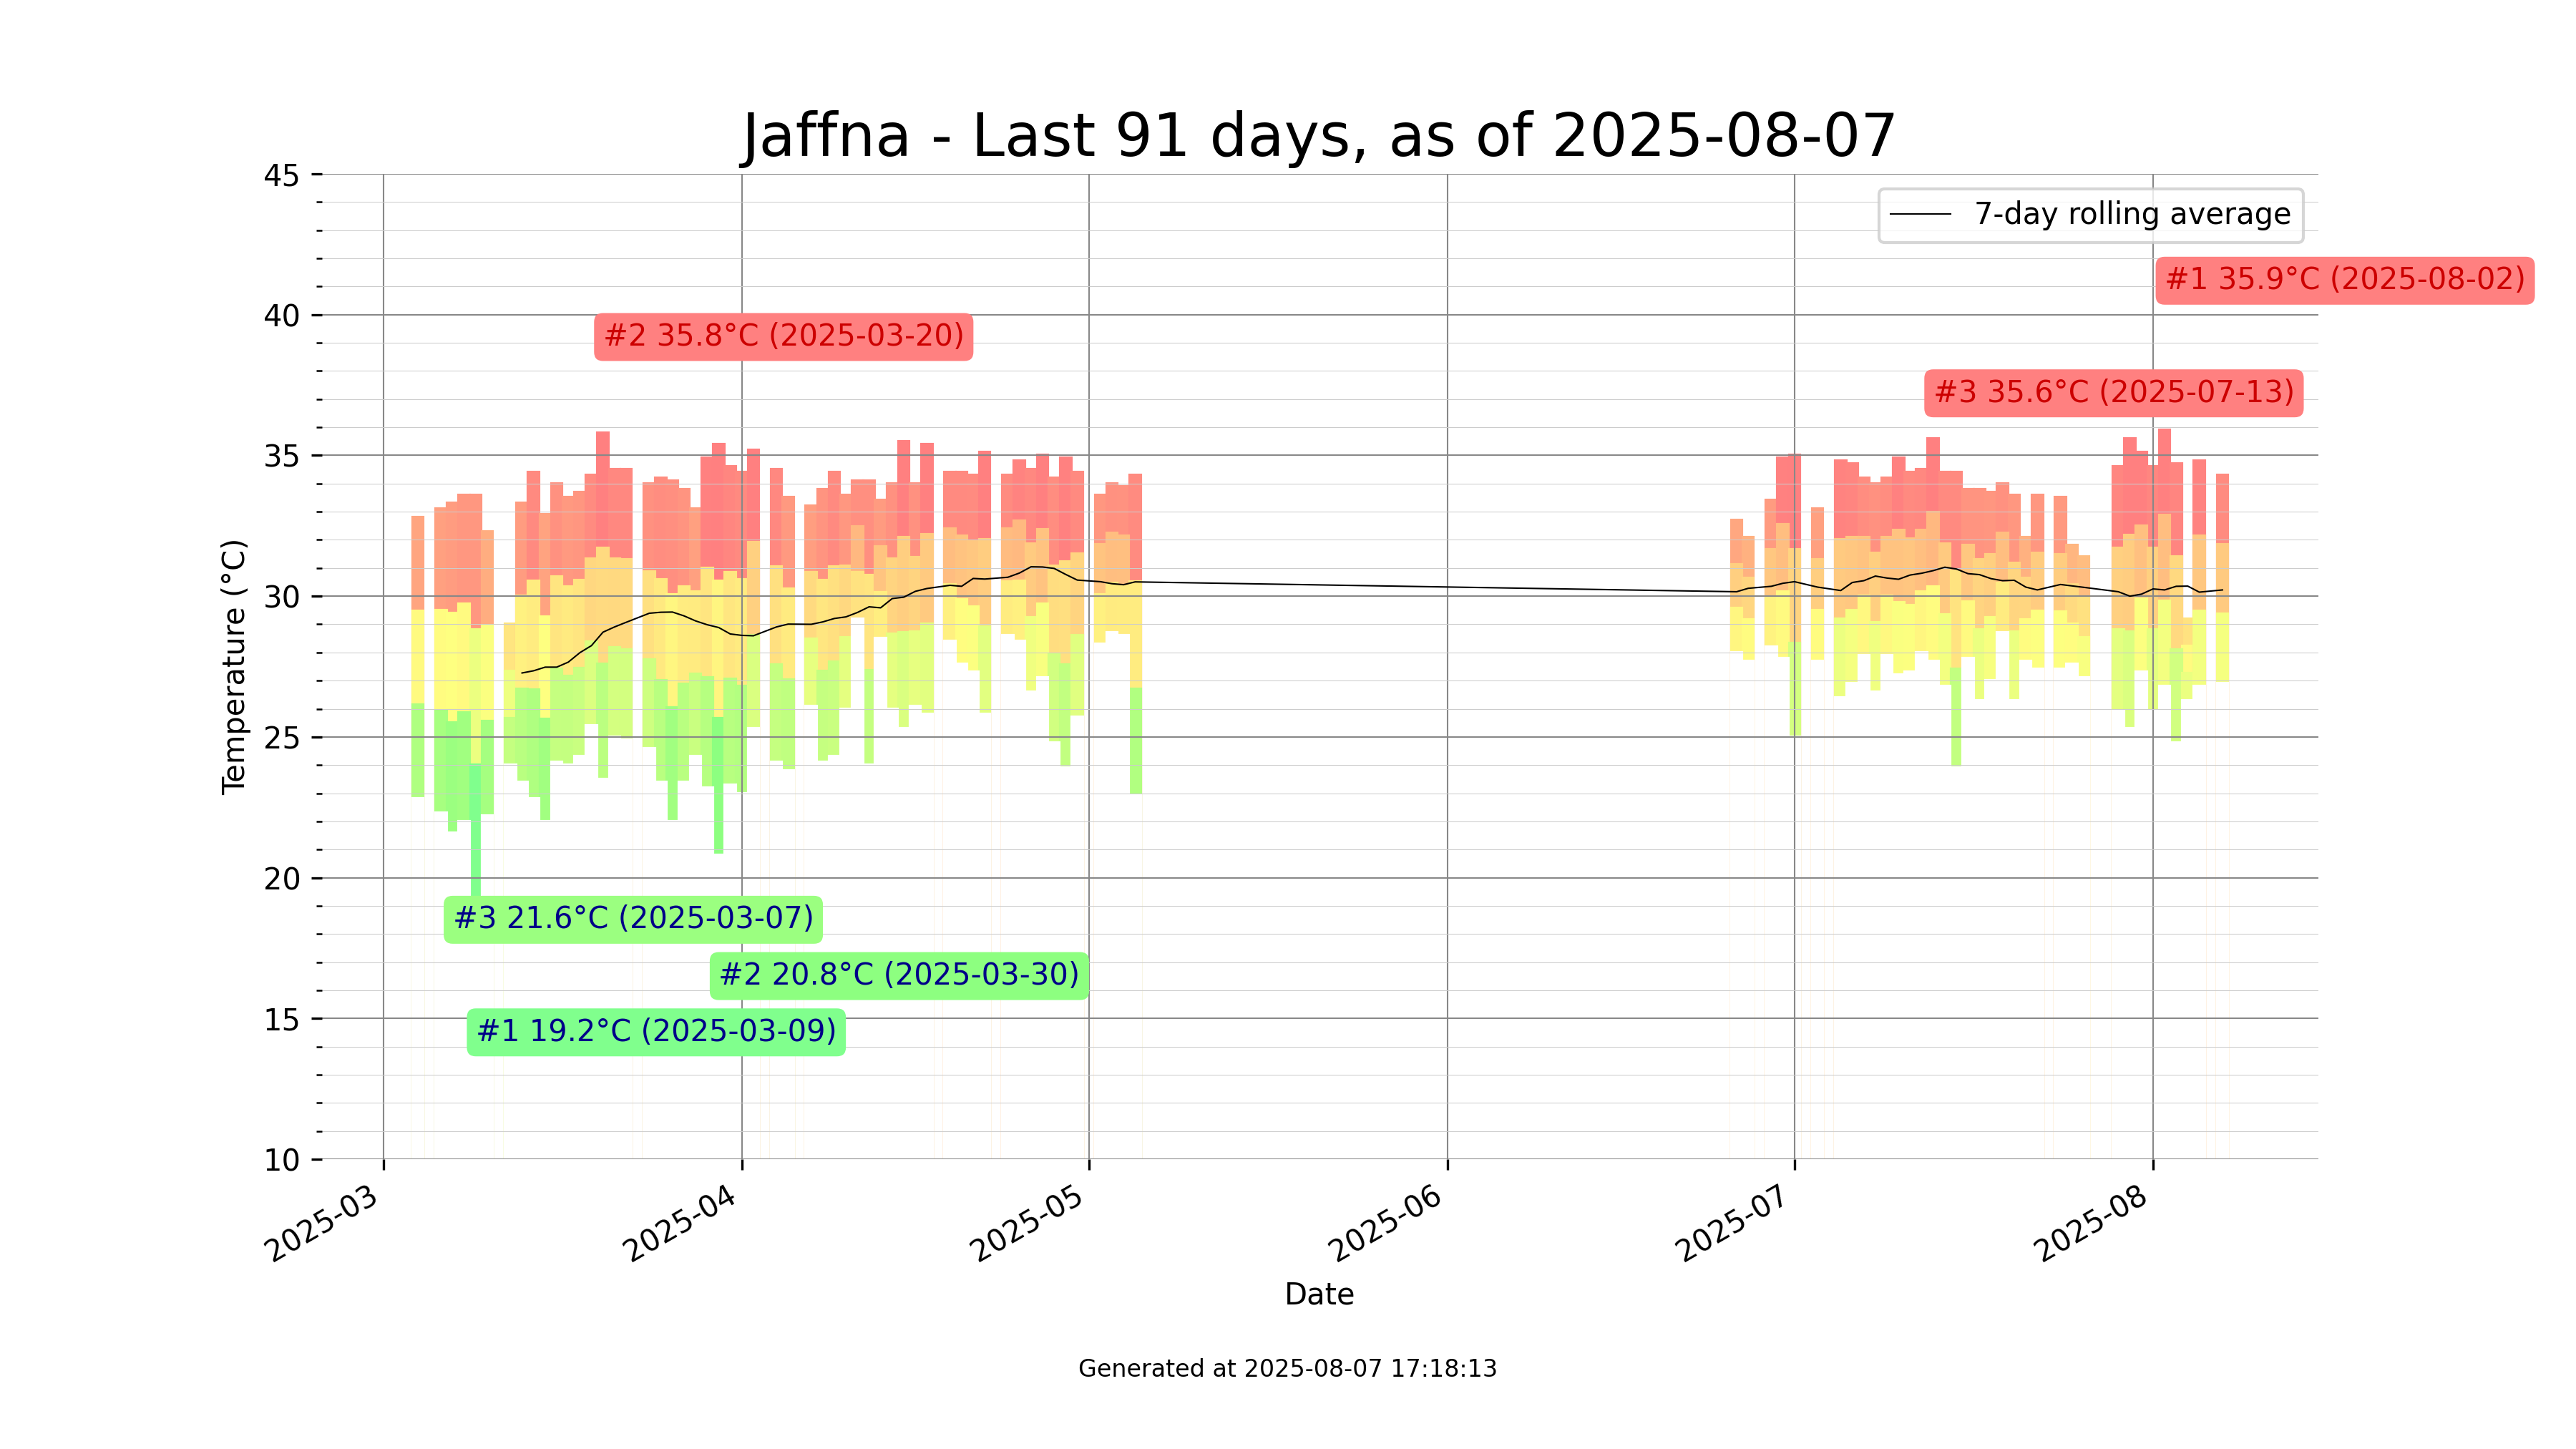 Jaffna - Last 91 days, as of 2025-08-07
7-day rolling average
#1 35.9°C (2025-08-02)
#2 35.8°C (2025-03-20)
#3 35.6°C (2025-07-13)
#3 21.6°C (2025-03-07)
#2 20.8°C (2025-03-30)
#1 19.2°C (2025-03-09)
Temperature (°C)
45
40
35
30
25
20
15
10
2025-03
2025-04
2025-05
2025-06
2025-07
2025-08
Date
Generated at 2025-08-07 17:18:13